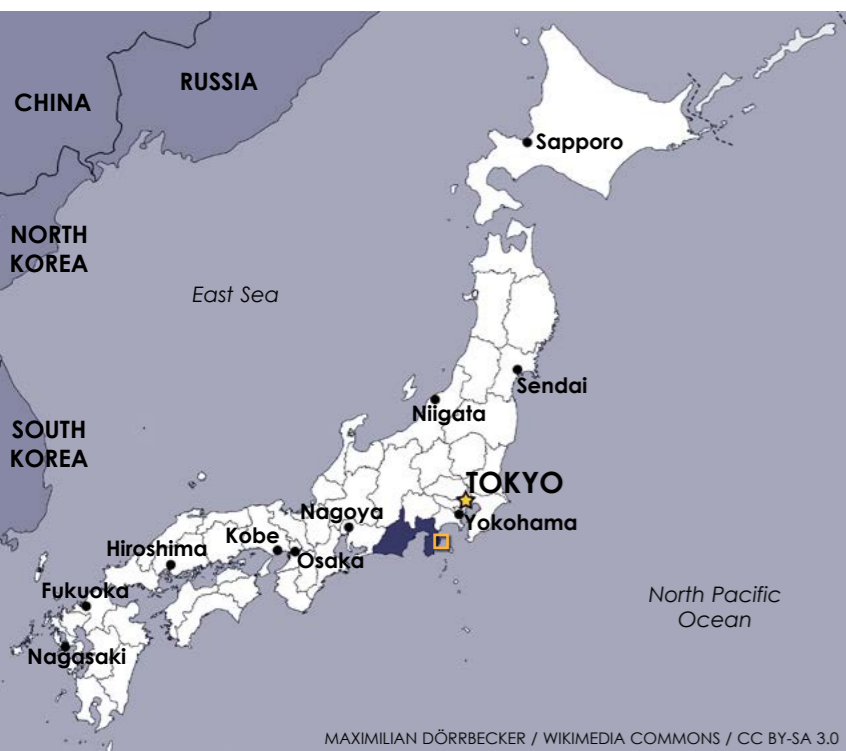 RUSSIA
CHINA
Sapporo
NORTH
KOREA
East Sea
Sendai
Niigata
SOUTH
KOREA
TOKYO
Nagoya
Yokohama
Kobe
Hiroshima
Osaka
Fukuoka
North Pacific
Ocean
Nagasaki
MAXIMILIAN DÖRRBECKER / WIKIMEDIA COMMONS / CC BY-SA 3.0